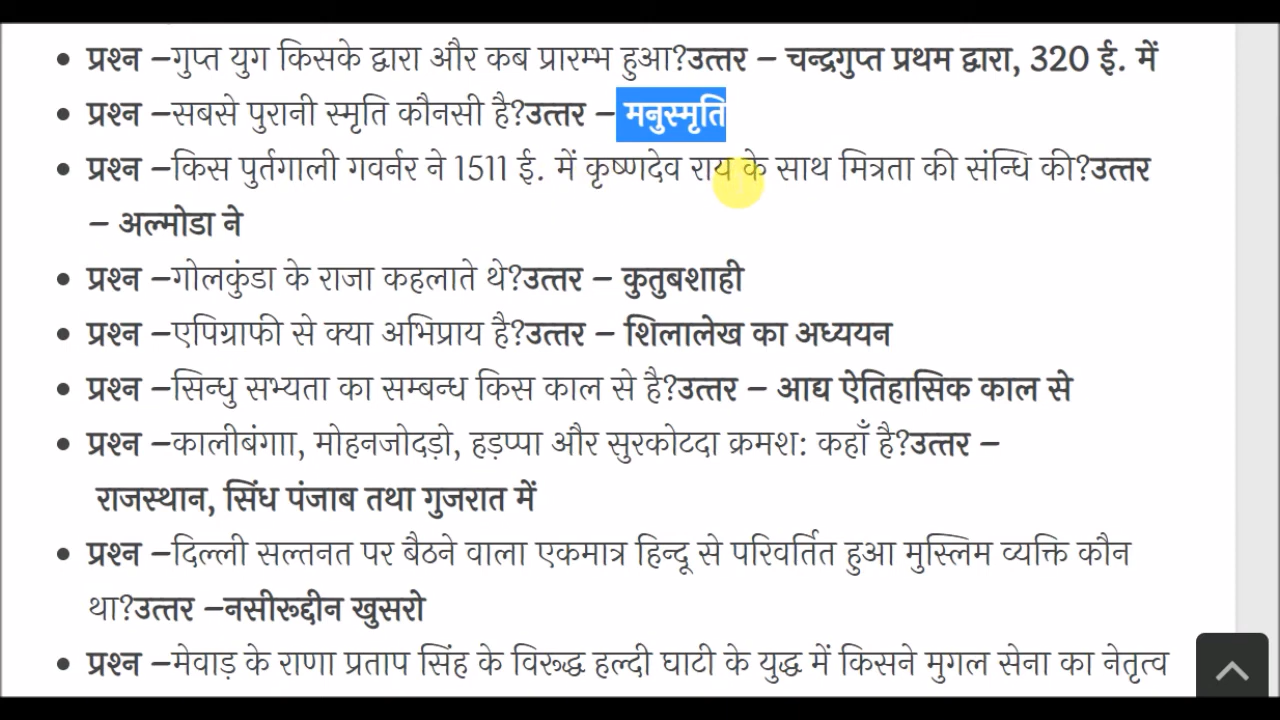 • प्रश्न –गुप्त युग किसके द्वारा और कब प्रारम्भ हुआ?उत्तर – चन्द्रगुप्त प्रथम द्वारा, 320 ई. में
• प्रश्न –सबसे पुरानी स्मृति कौनसी है?उत्तर – मनुस्मृति
• प्रश्न –किस पुर्तगाली गवर्नर ने 1511 ई. में कृष्णदेव राय के साथ मित्रता की संन्धि की?उत्तर
– अल्मोडा ने
• प्रश्न –गोलकुंडा के राजा कहलाते थे?उत्तर – कुतुबशाही
• प्रश्न –एपिग्राफी से क्या अभिप्राय है?उत्तर – शिलालेख का अध्ययन
• प्रश्न –सिन्धु सभ्यता का सम्बन्ध किस काल से है?उत्तर – आद्य ऐतिहासिक काल से
• प्रश्न –कालीबंगाा, मोहनजोदड़ो, हड़प्पा और सुरकोटदा क्रमश: कहाँ है?उत्तर –
राजस्थान, सिंध पंजाब तथा गुजरात में
• प्रश्न –दिल्ली सल्तनत पर बैठने वाला एकमात्र हिन्दू से परिवर्तित हुआ मुस्लिम व्यक्ति कौन
था?उत्तर –नसीरूद्दीन खुसरो
• प्रश्न –मेवाड़ के राणा प्रताप सिंह के विरूद्ध हल्दी घाटी के युद्ध में किसने मुगल सेना का नेतृत्व